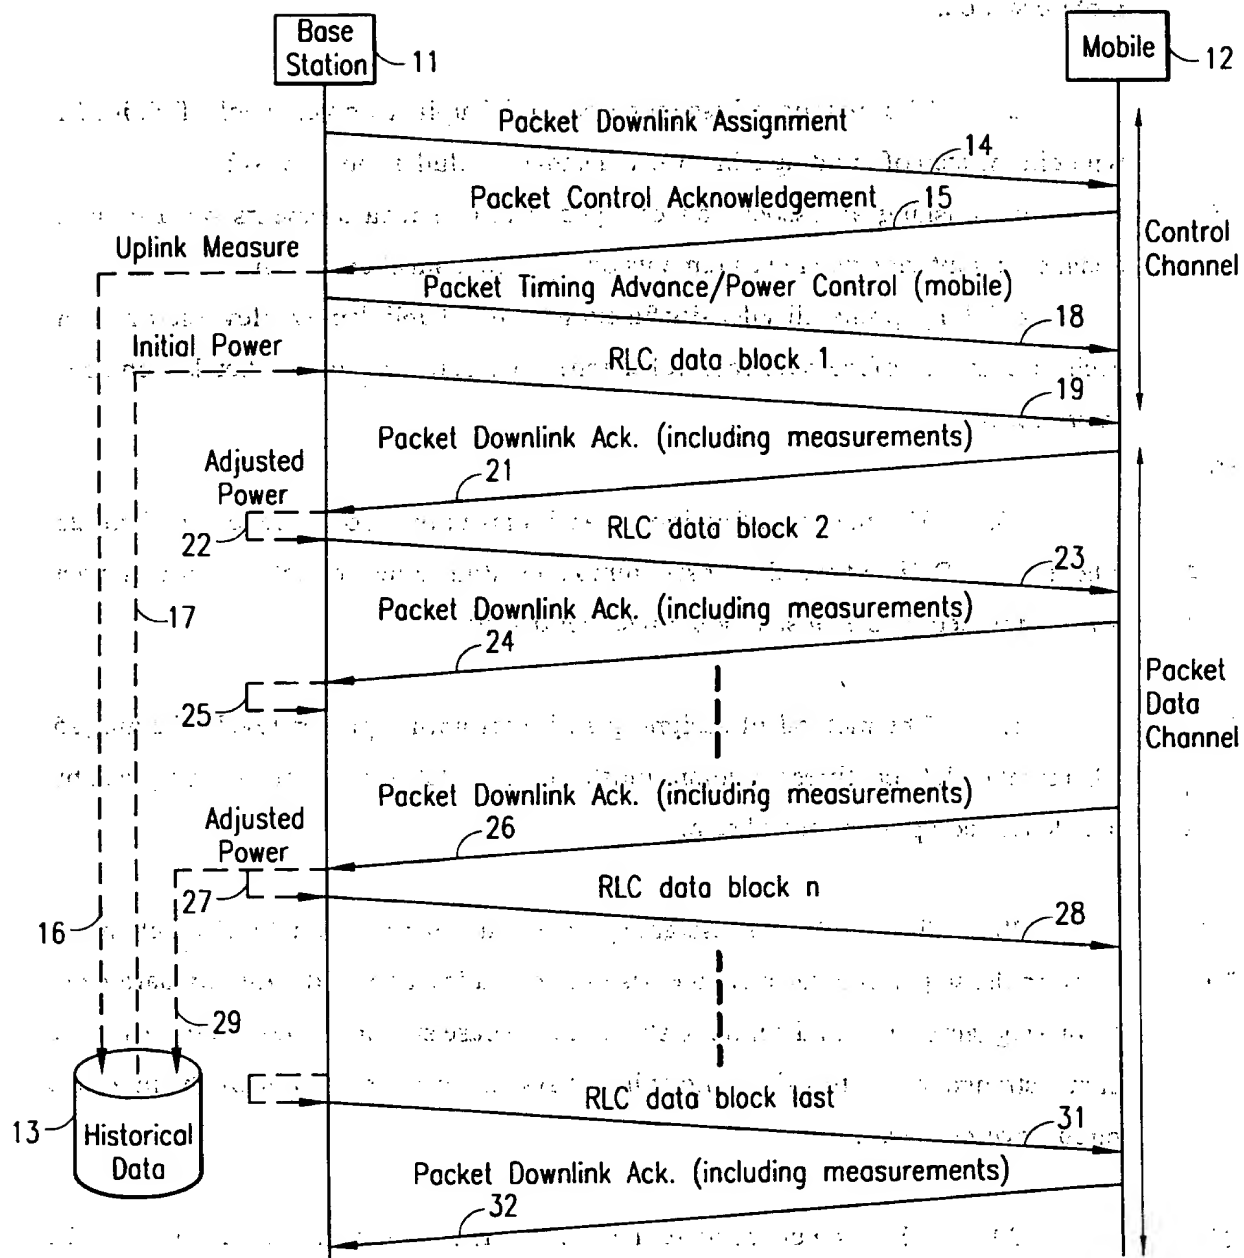 Base
Station
11
Mobile
12
Packet Downlink Assignment
14
Packet Control Acknowledgement
15
Control
Channel
Uplink Measure
Packet Timing Advance/Power Control (mobile)
18
Initial Power
RLC data block 1
19
Packet Downlink Ack. (including measurements)
Adjusted
Power
21
22
RLC data block 2
23
Packet Downlink Ack. (including measurements)
17
24
25
Packet
Data
Channel
Packet Downlink Ack. (including measurements)
Adjusted
Power
26
27
RLC data block n
28
16
29
RLC data block last
31
13
Historical
Data
Packet Downlink Ack. (including measurements)
32